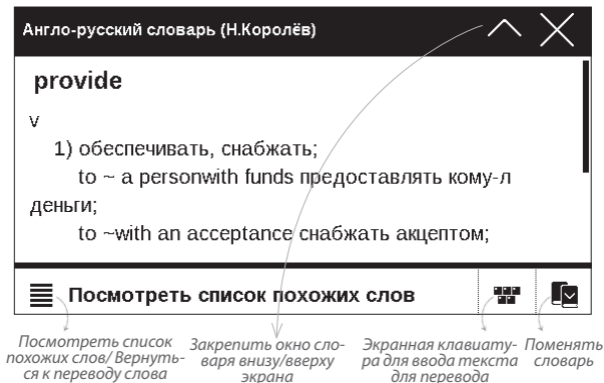 Англо-русский словарь (Н.Королёв)
provide
v
1) обеспечивать, снабжать;
to ~ a personwith funds предоставлять кому-л
деньги;
to ~with an acceptance снабжать акцептом;
Посмотреть список похожих слов
Посмотреть список
похожих слов/ Вернуть-
ся к переводу слова
Закрепить окно сло-
варя внизу/вверху
экрана
Экранная клавиату-
ра для ввода текста
для перевода
Поменять
словарь